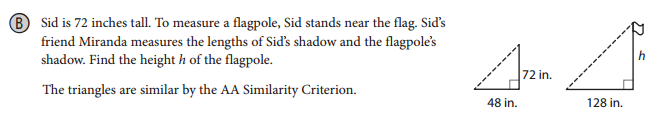 B Sid is 72 inches tall. To measure a flagpole, Sid stands near the flag. Sid's
friend Miranda measures the lengths of Sid's shadow and the flagpole's
shadow. Find the height h of the flagpole.
The triangles are similar by the AA Similarity Criterion.
72 in.
48 in.
h
128 in.